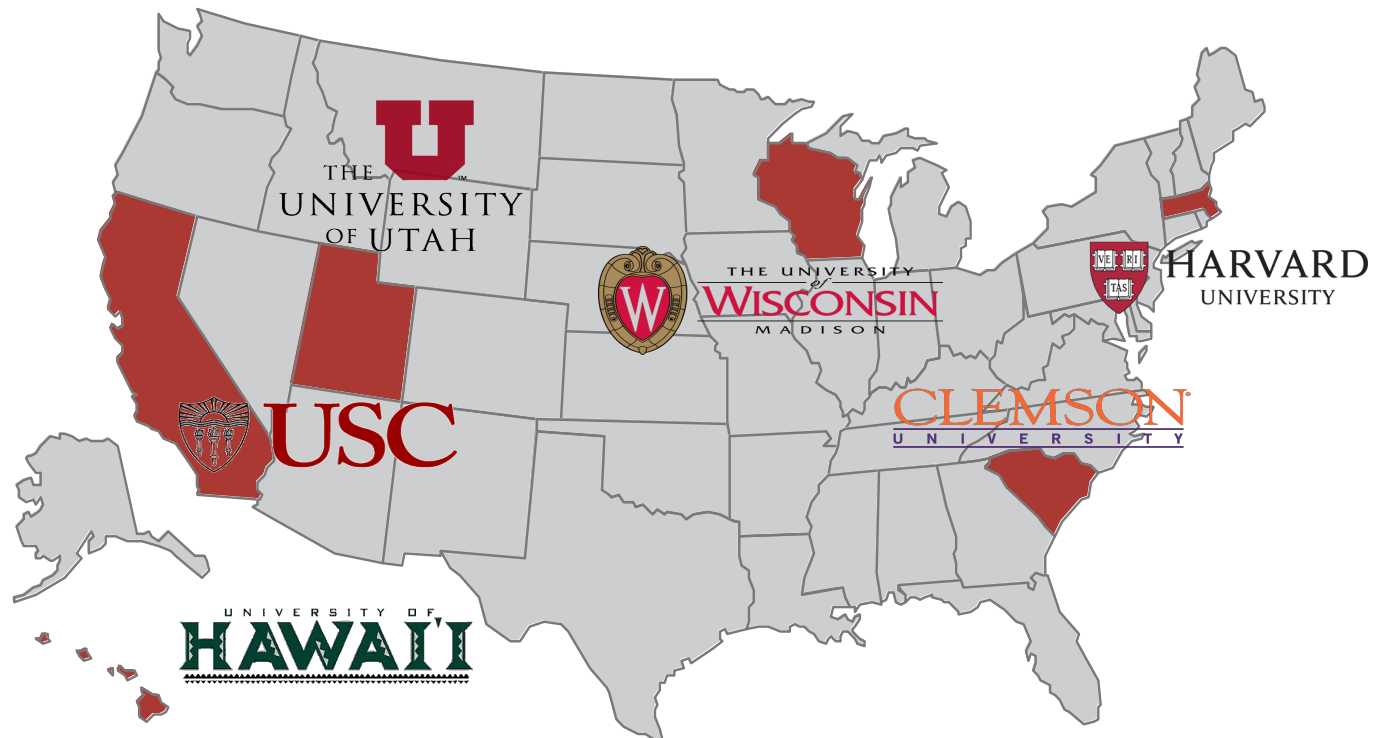 U
™
THE
UNIVERSITY
OF UTAH
W
THE UNIVERSITY
of
WISCONSIN
MADISON
VE RI
TAS
HARVARD
UNIVERSITY
CLEMSON®
UNIVERSITY
USC
UNIVERSITY OF
HAWAI'I